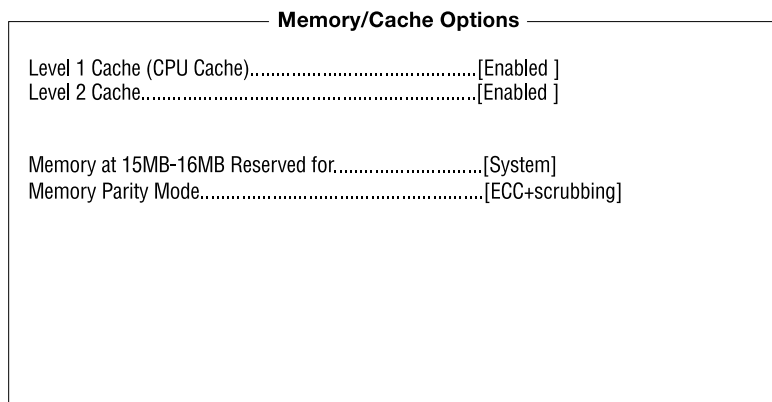 Memory/Cache Options
Level 1 Cache (CPU Cache)..........................................[Enabled ]
Level 2 Cache..............................................................[Enabled ]
Memory at 15MB-16MB Reserved for...........................[System]
Memory Parity Mode....................................................[ECC+scrubbing]